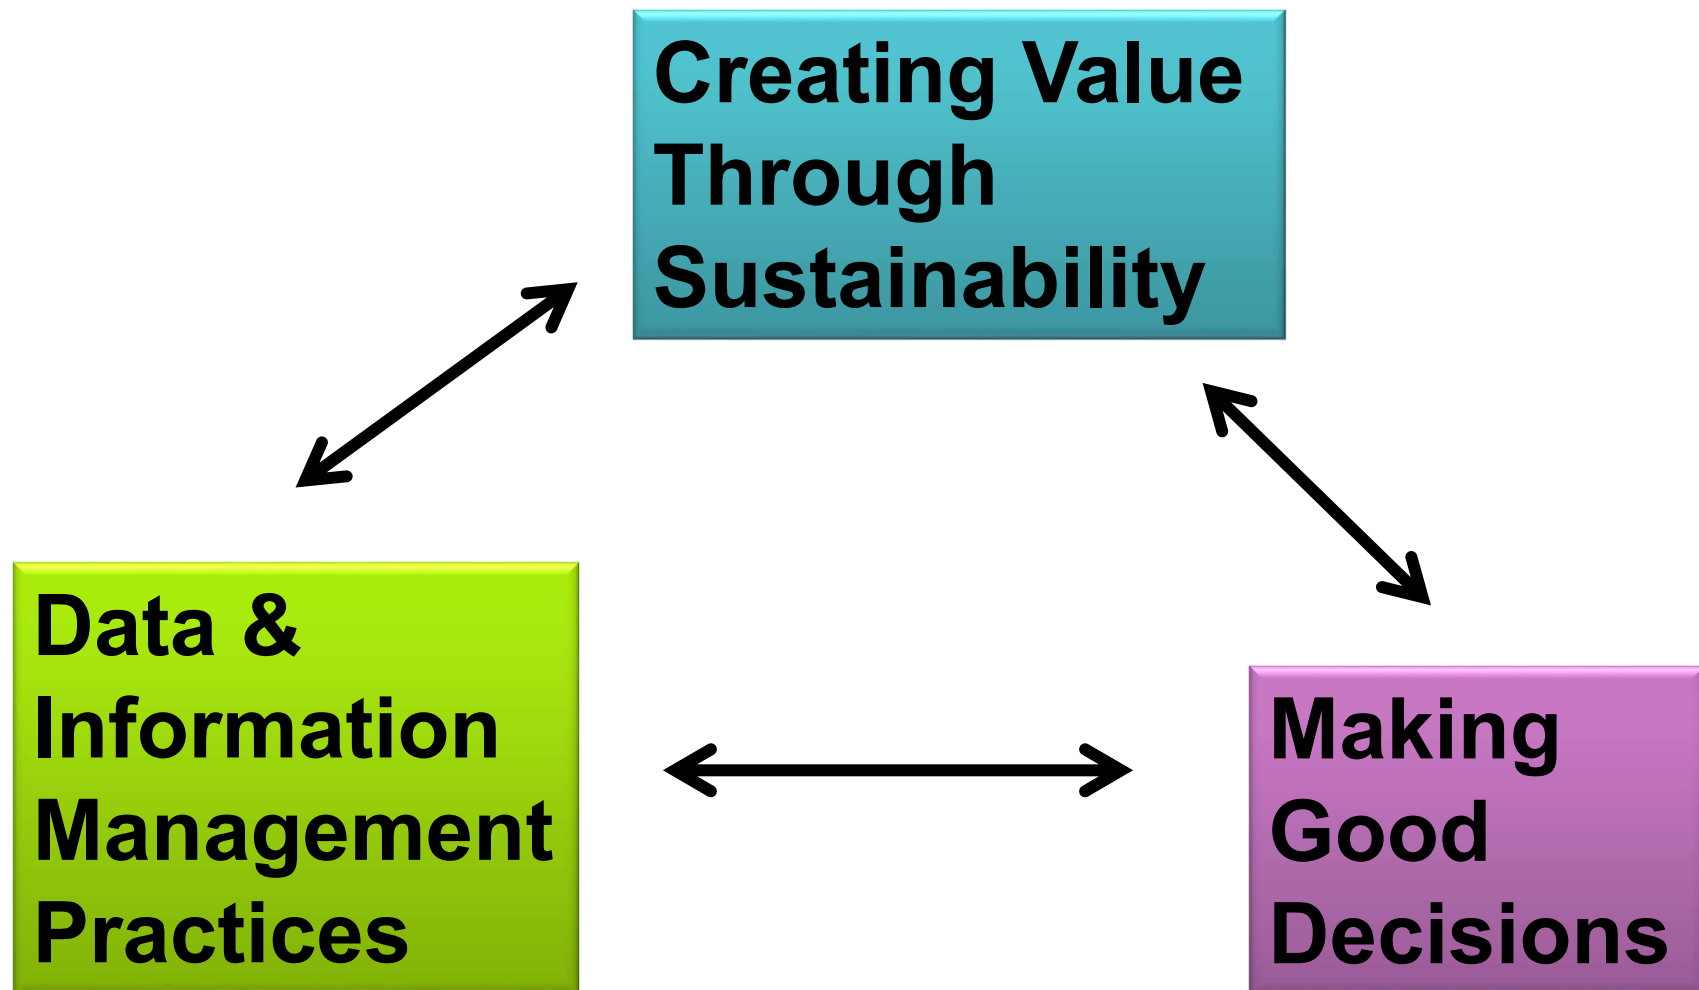 Creating Value
Through
Sustainability
Data &
Information
Management
Practices
Making
Good
Decisions